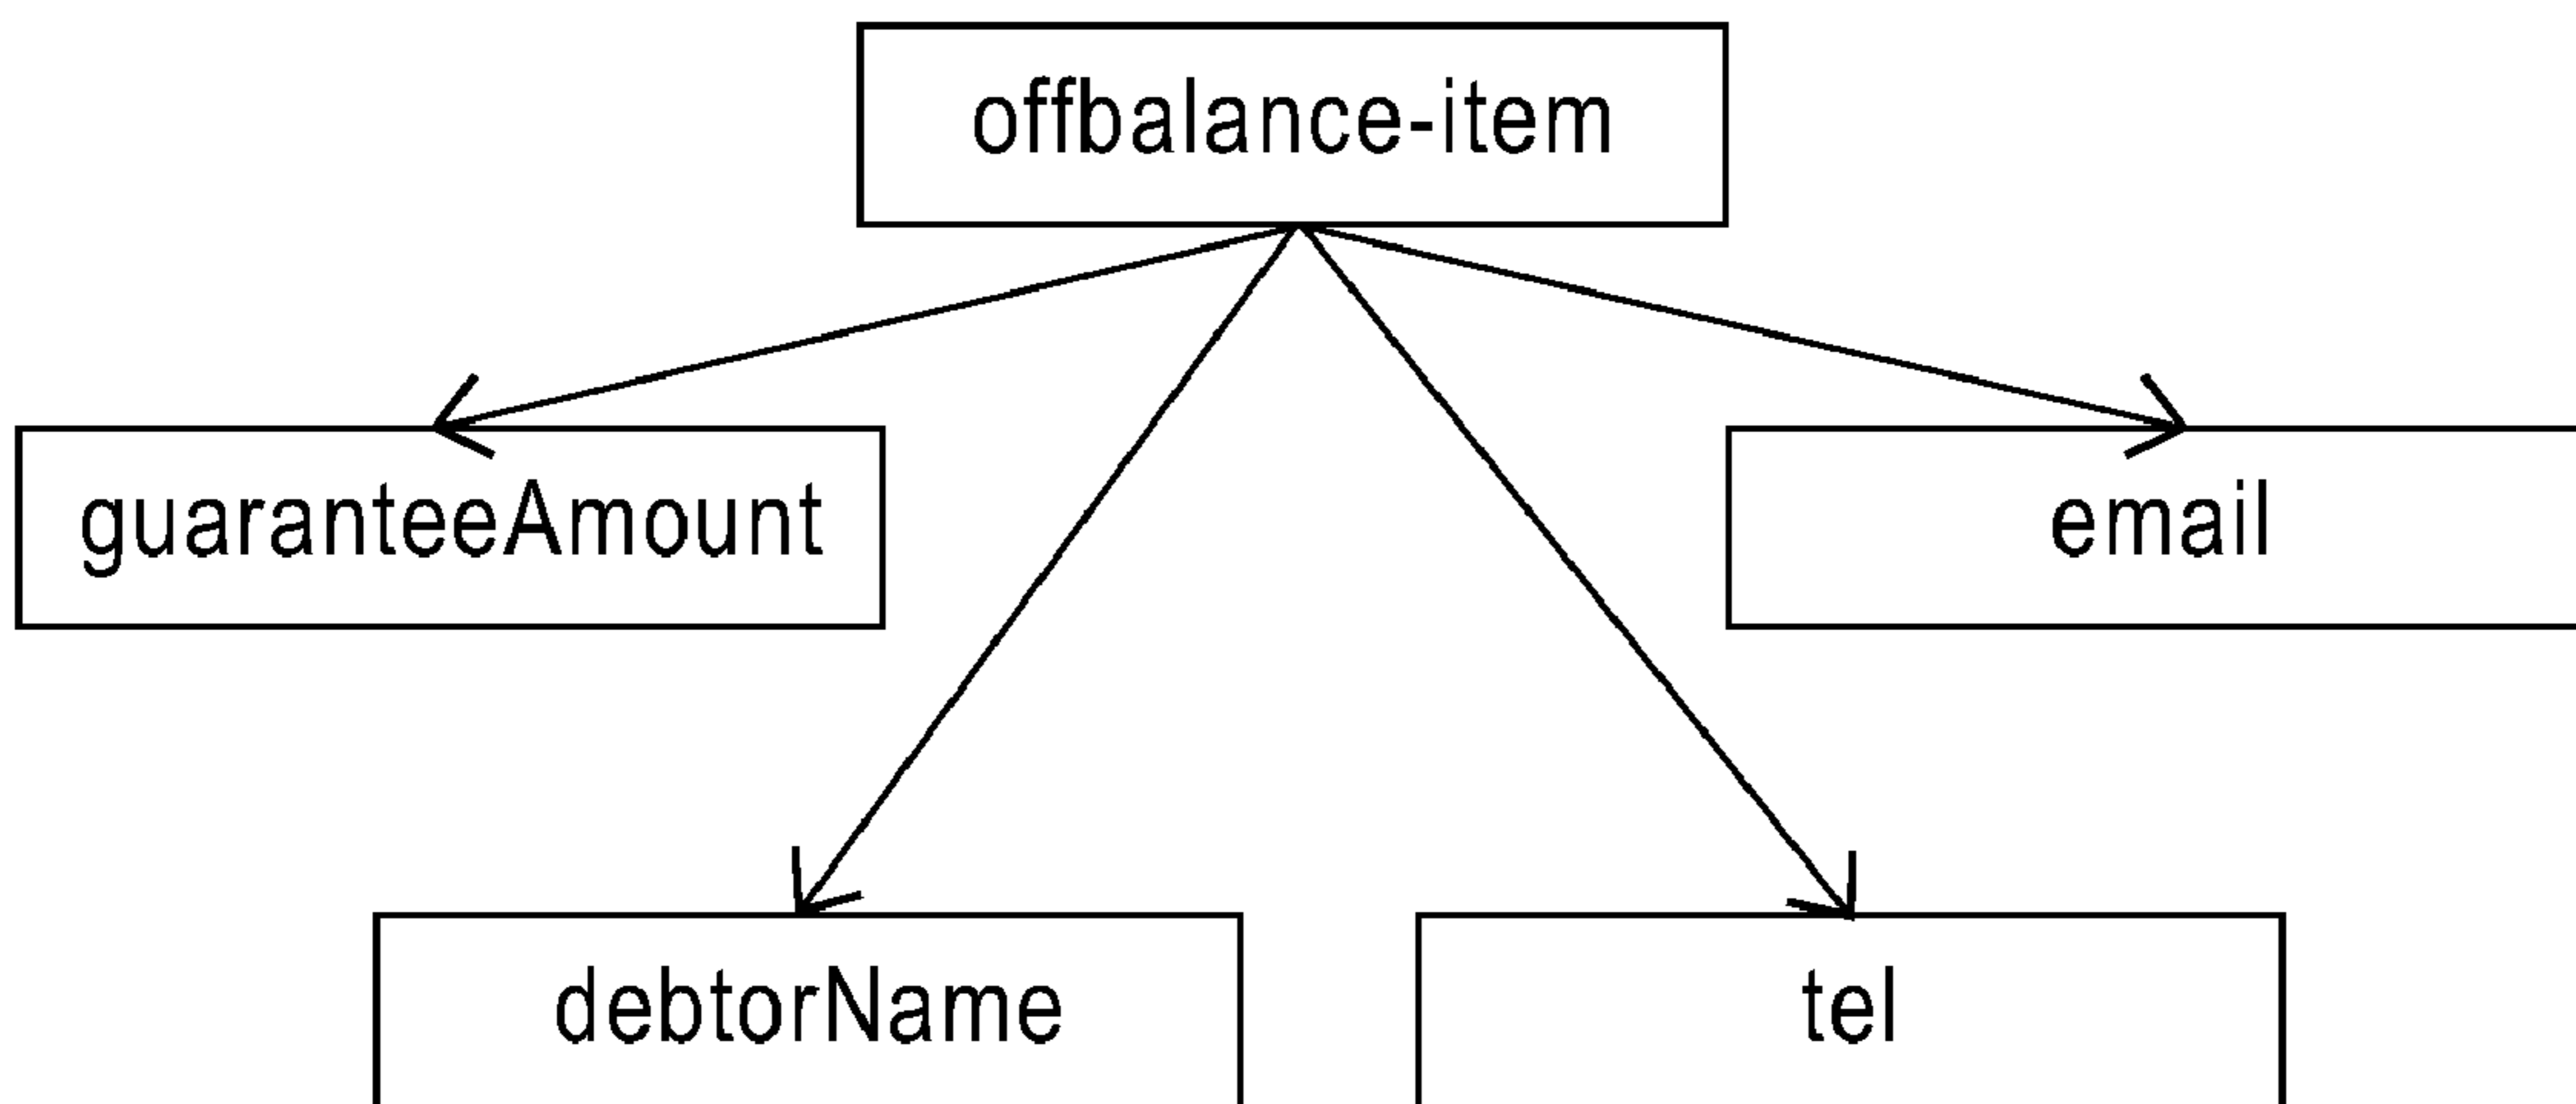 offbalance-item
guaranteeAmount
email
debtorName
tel